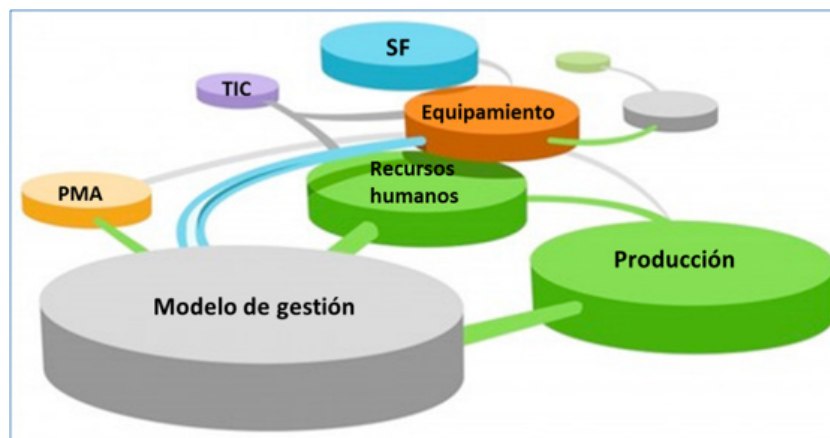 SF
TIC
Equipamiento
Recursos
humanos
PMA
Producción
Modelo de gestión